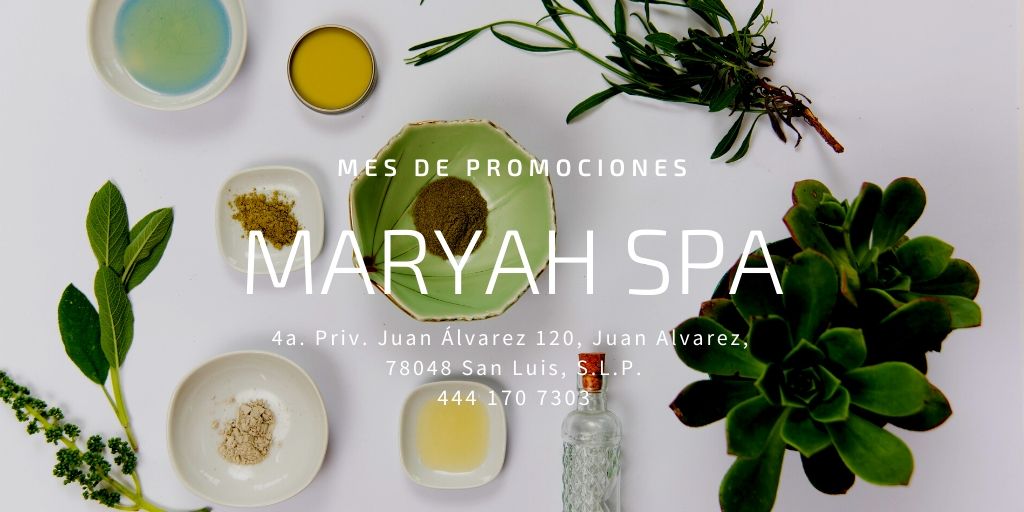 MES DE PROMOCIONES
MARYAH SPA
4a. Priv. Juan Álvarez 120, Juan Alvarez,
78048 San Luis, S.L.P.
444 170 7303